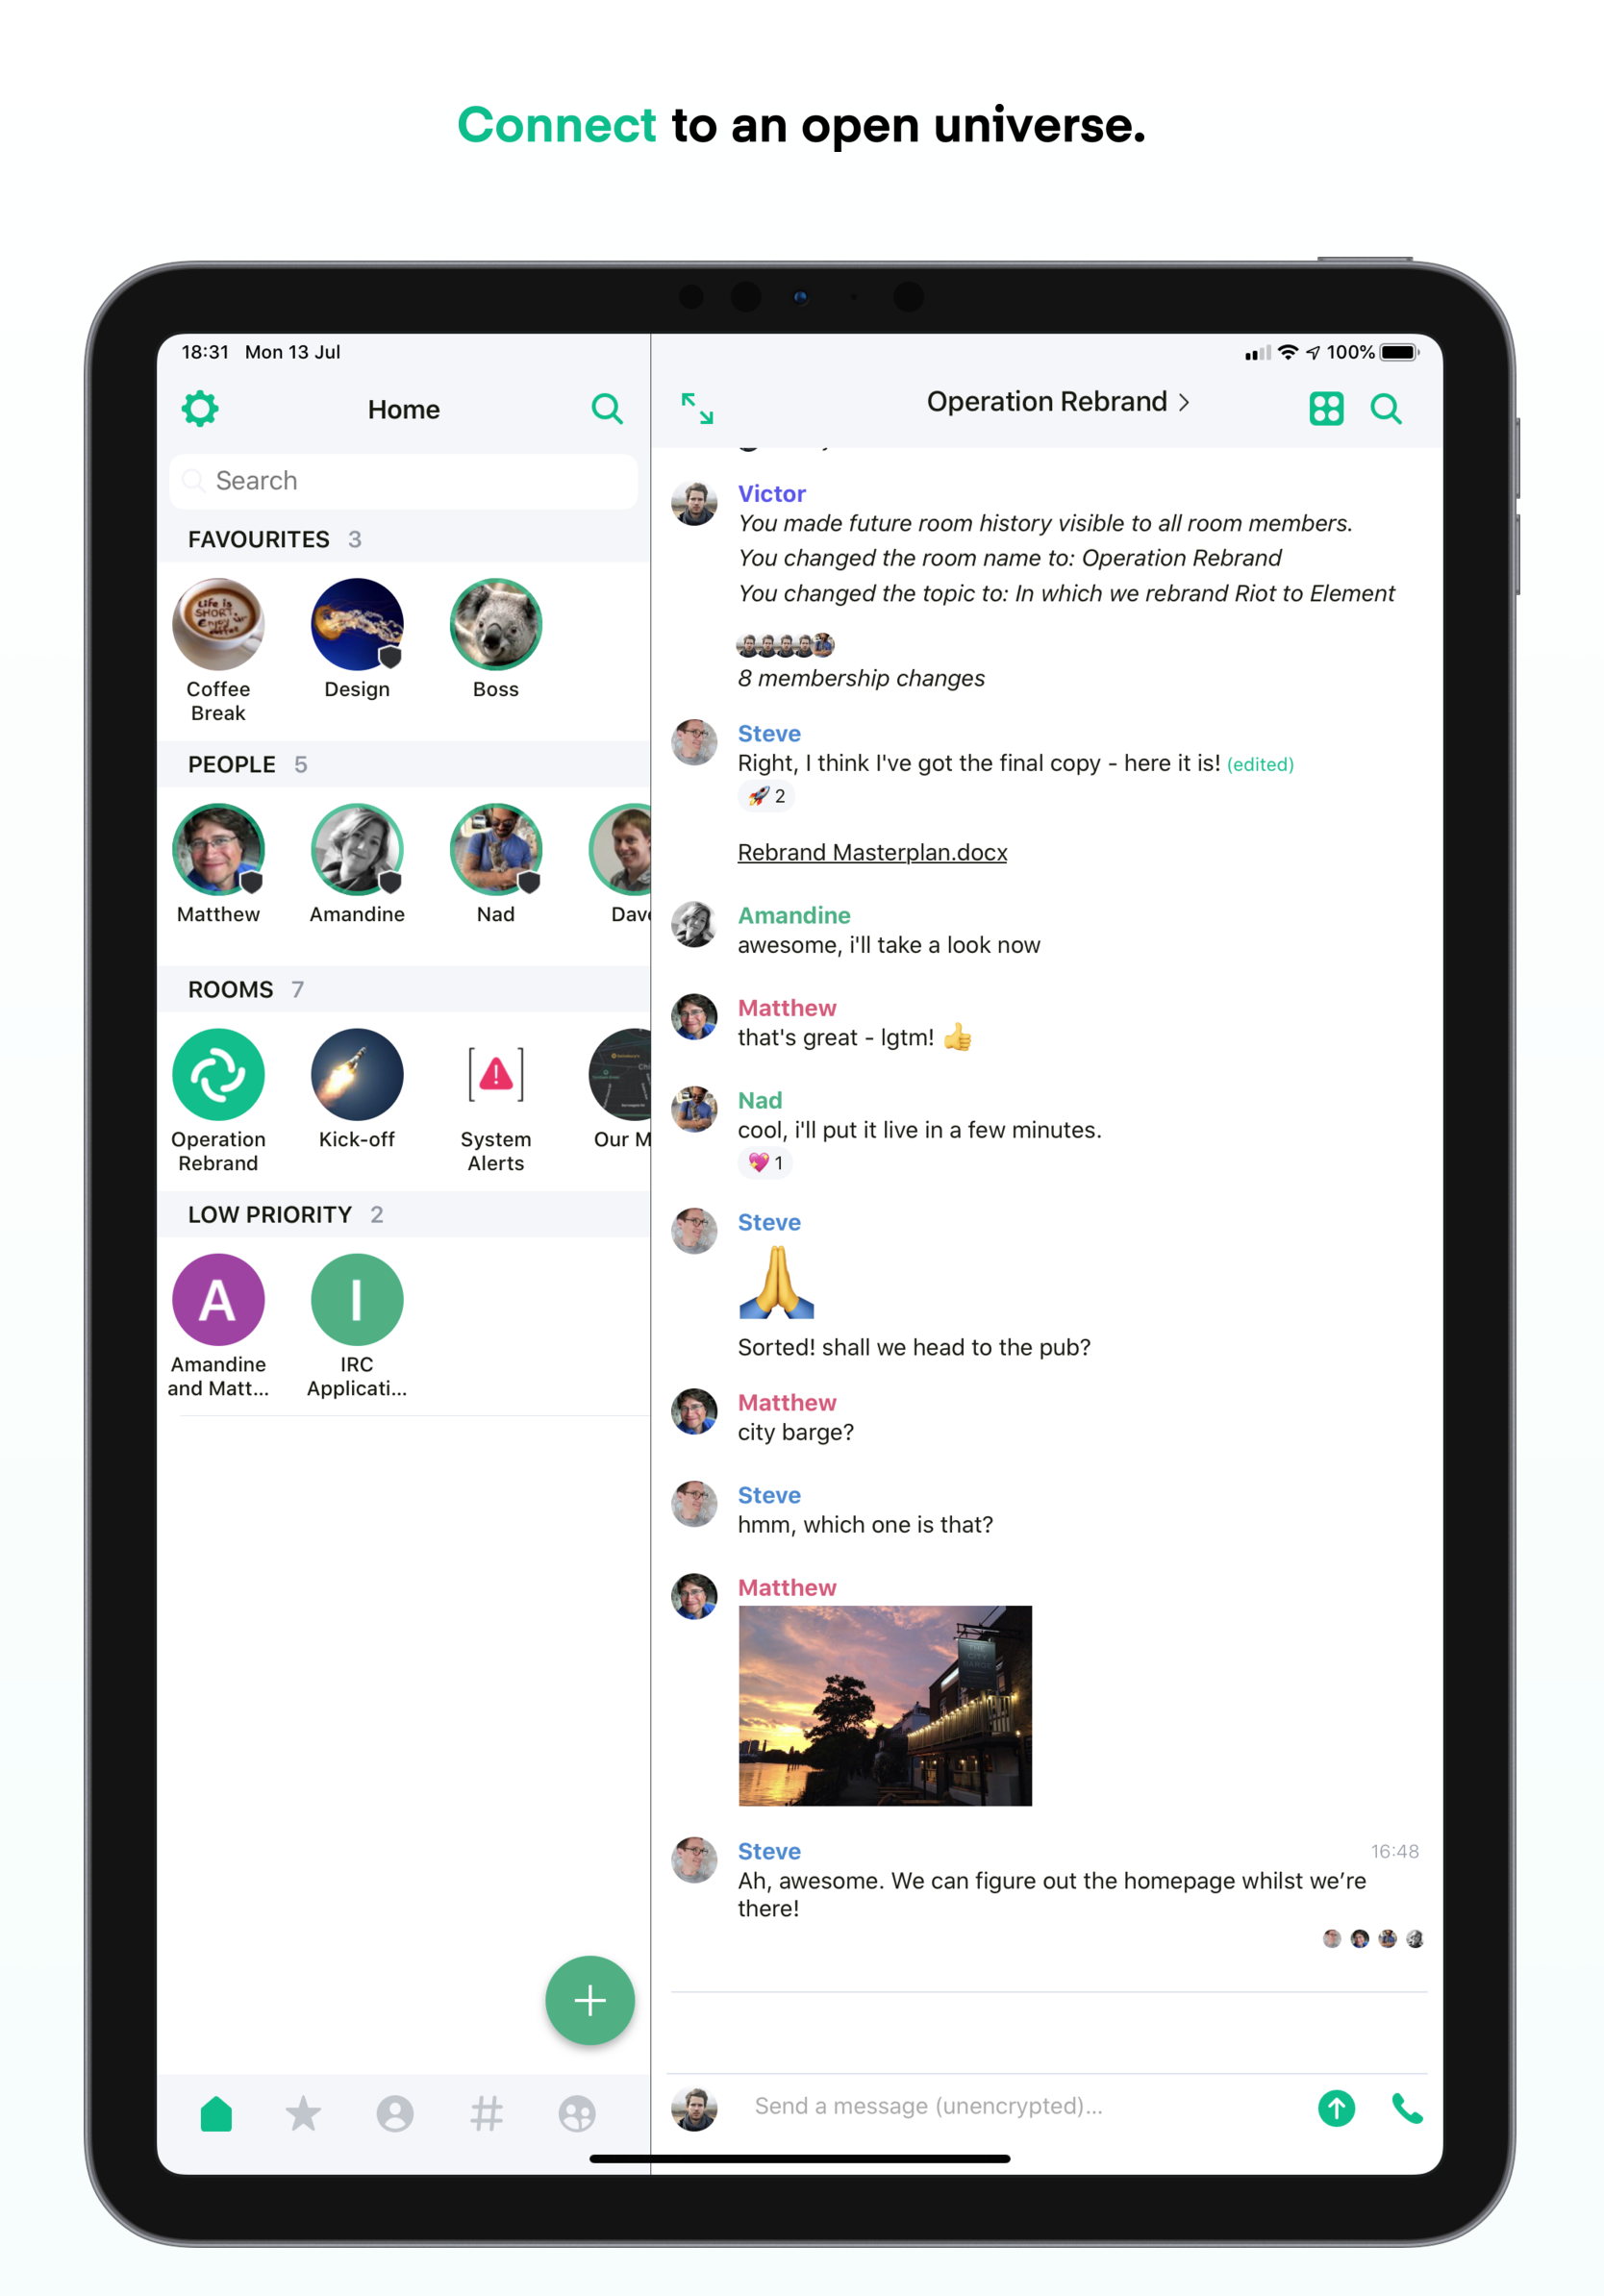 Connect to an open universe.
18:31 Mon 13 Jul
100%
Home
Operation Rebrand
Search
FAVOURITES 3
Life is
SHORT.
Enjoy
Coffee
Break
Design
Boss
PEOPLE 5
Matthew
Amandine
Nad
Dav
ROOMS 7
Operation
Rebrand
Kick-off
System
Alerts
Our M
LOW PRIORITY 2
A
I
Amandine
and Matt...
IRC
Applicati...
Victor
You made future room history visible to all room members.
You changed the room name to: Operation Rebrand
You changed the topic to: In which we rebrand Riot to Element
8 membership changes
Steve
Right, I think I've got the final copy - here it is! (edited)
🚀 2
Rebrand Masterplan.docx
Amandine
awesome, i'll take a look now
Matthew
that's great - lgtm! 👍
Nad
cool, i'll put it live in a few minutes.
💖 1
Steve
🙏
Sorted! shall we head to the pub?
Matthew
city barge?
Steve
hmm, which one is that?
Matthew
THE
CITY
BARGE
Steve
16:48
Ah, awesome. We can figure out the homepage whilst we’re
there!
Send a message (unencrypted)...